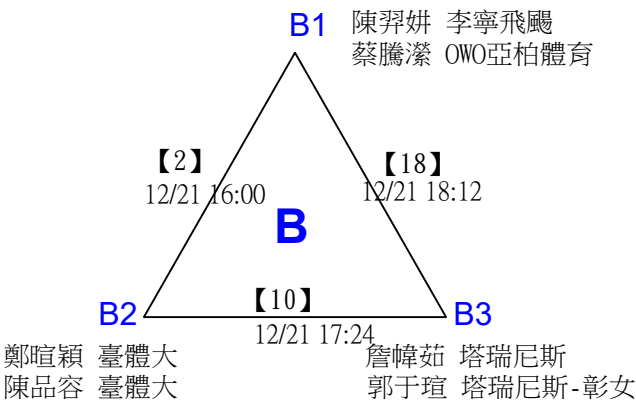 B1
陳羿妌 李寧飛颺
蔡騰瀠 OWO亞柏體育
【2】
12/21 16:00
【18】
12/21 18:12
B
【10】
12/21 17:24
B2
鄭暄穎 臺體大
陳品容 臺體大
B3
詹幃茹 塔瑞尼斯
郭于瑄 塔瑞尼斯-彰女